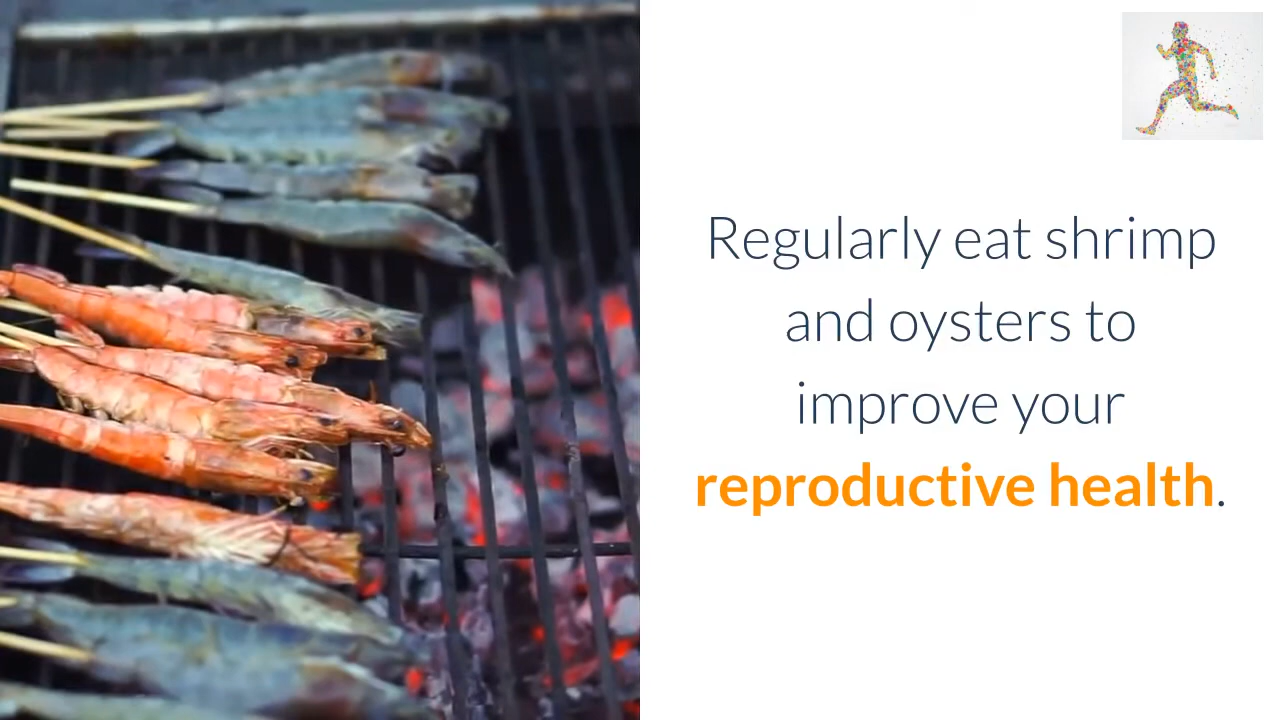 Regularly eat shrimp
and oysters to
improve your
reproductive health.